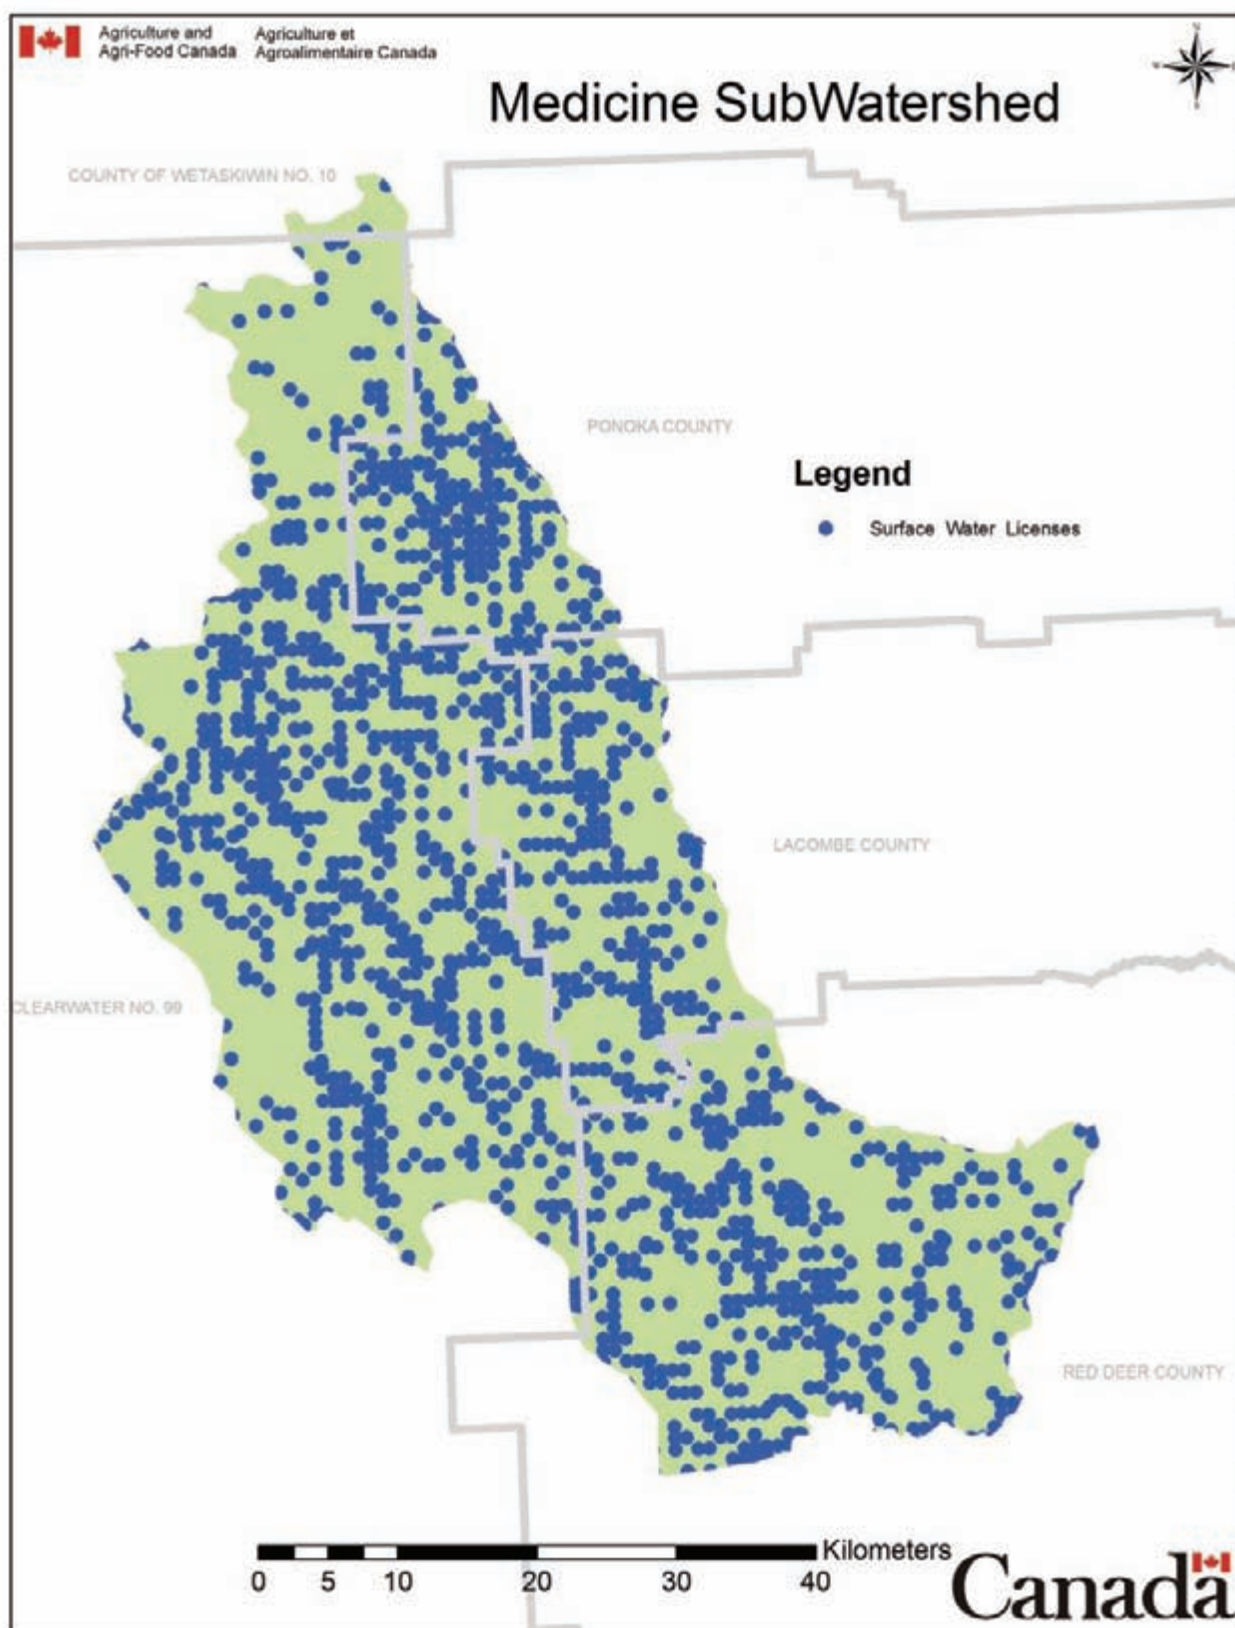 Agriculture and Agriculture et
Agri-Food Canada Agroalimentaire Canada
N
Medicine SubWatershed
COUNTY OF WETASKIWIN NO. 10
PONOKA COUNTY
Legend
Surface Water Licenses
LACOMBE COUNTY
CLEARWATER NO. 99
RED DEER COUNTY
Kilometers
0 5 10 20 30 40
Canada